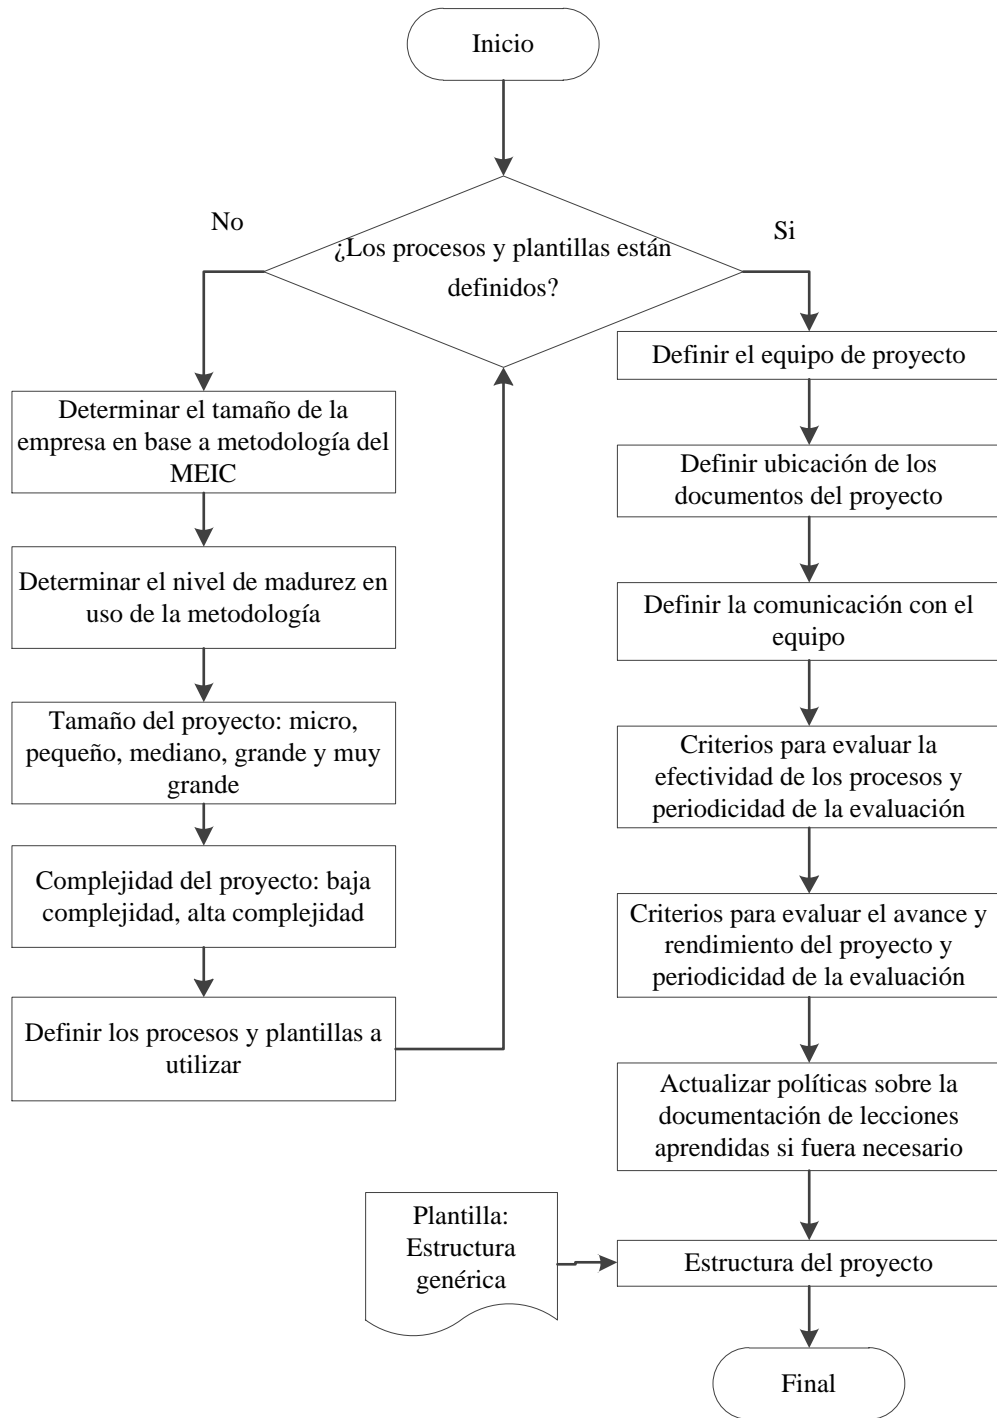 Inicio
No
Si
¿Los procesos y plantillas están
definidos?
Determinar el tamaño de la
empresa en base a metodología del
MEIC
Determinar el nivel de madurez en
uso de la metodología
Tamaño del proyecto: micro,
pequeño, mediano, grande y muy
grande
Complejidad del proyecto: baja
complejidad, alta complejidad
Definir los procesos y plantillas a
utilizar
Definir el equipo de proyecto
Definir ubicación de los
documentos del proyecto
Definir la comunicación con el
equipo
Criterios para evaluar la
efectividad de los procesos y
periodicidad de la evaluación
Criterios para evaluar el avance y
rendimiento del proyecto y
periodicidad de la evaluación
Actualizar políticas sobre la
documentación de lecciones
aprendidas si fuera necesario
Plantilla:
Estructura
genérica
Estructura del proyecto
Final